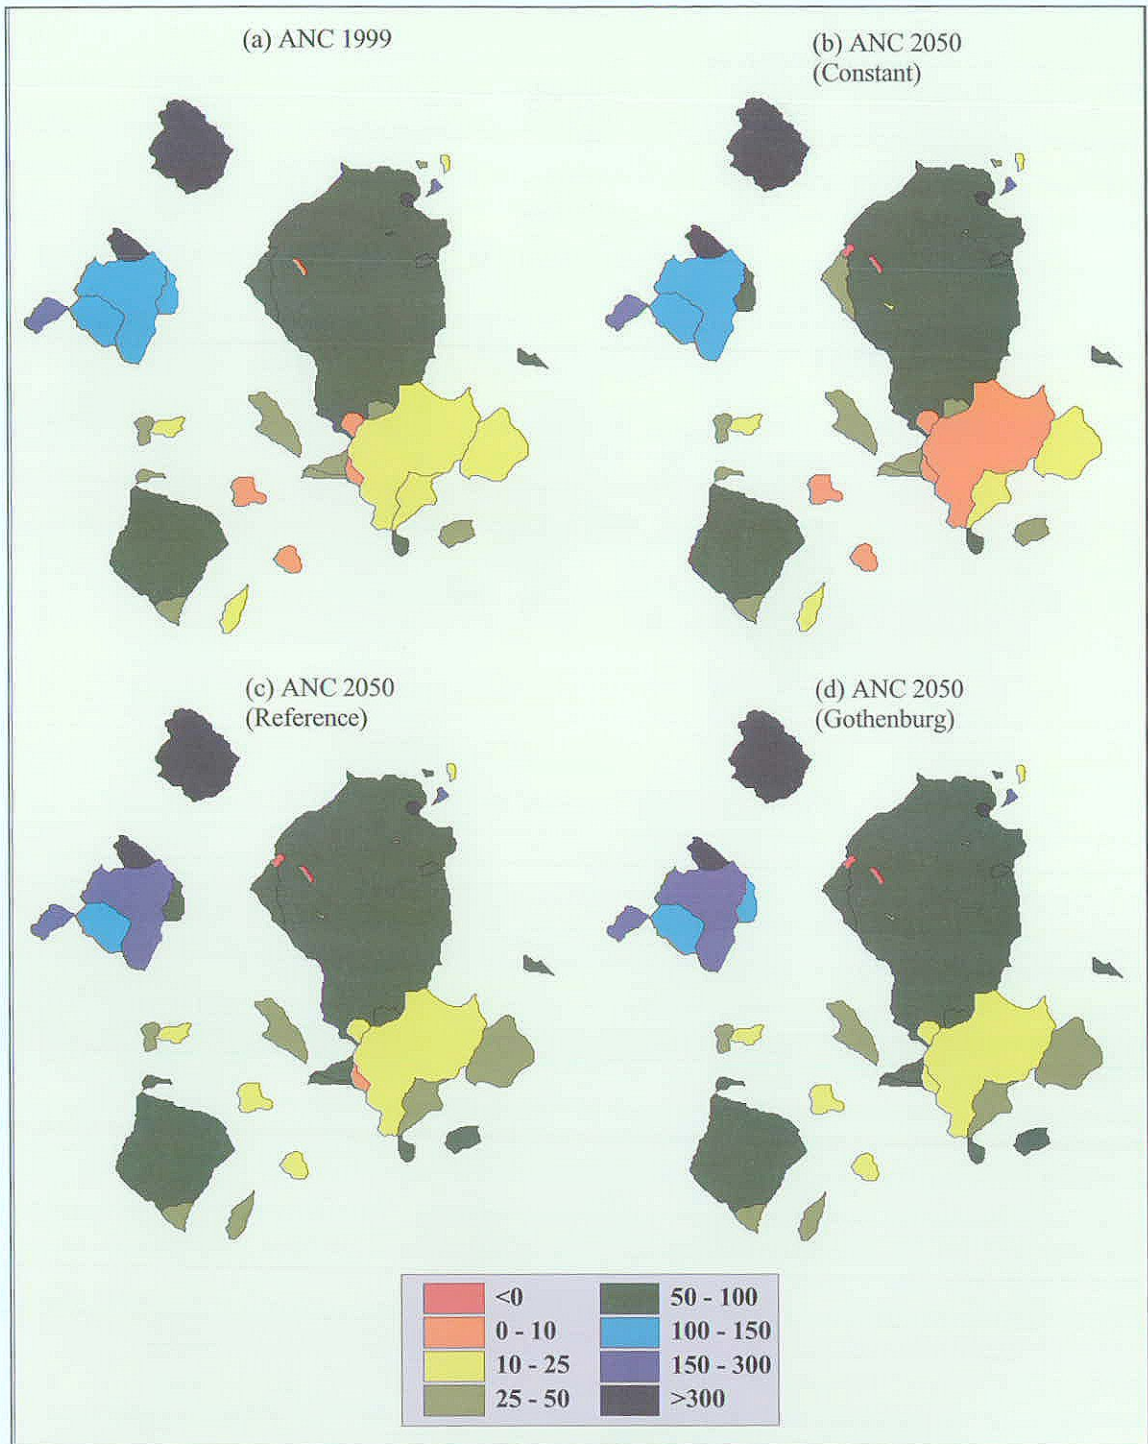 (a) ANC 1999
(b) ANC 2050
(Constant)
(c) ANC 2050
(Reference)
(d) ANC 2050
(Gothenburg)
<0
0 - 10
10 - 25
25 - 50
50 - 100
100 - 150
150 - 300
>300